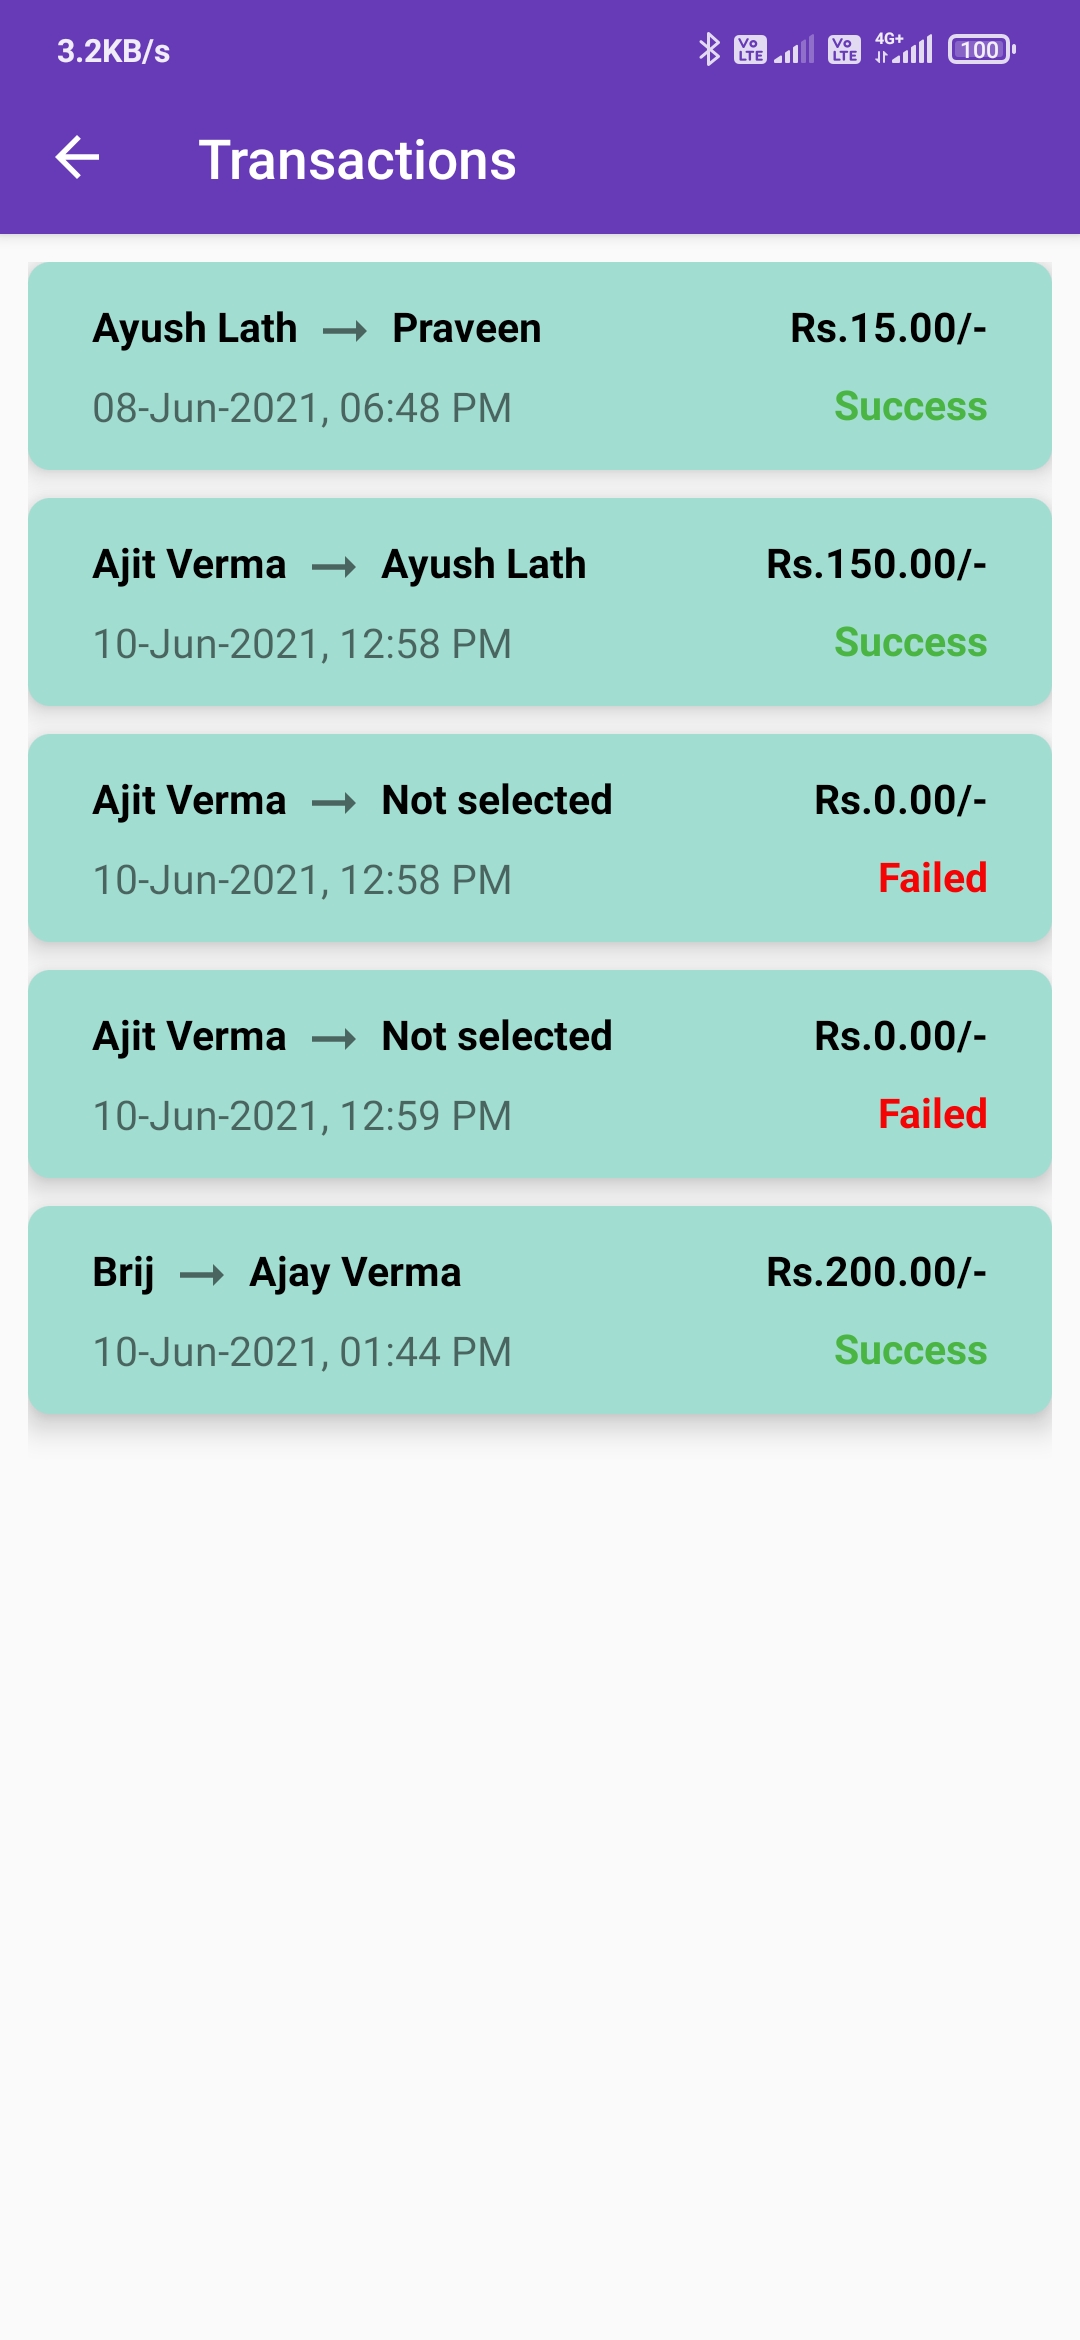 3.2KB/s Vo LTE Vo LTE 4G+ 100
Transactions
Ayush Lath → Praveen Rs.15.00/-
08-Jun-2021, 06:48 PM Success
Ajit Verma → Ayush Lath Rs.150.00/-
10-Jun-2021, 12:58 PM Success
Ajit Verma → Not selected Rs.0.00/-
10-Jun-2021, 12:58 PM Failed
Ajit Verma → Not selected Rs.0.00/-
10-Jun-2021, 12:59 PM Failed
Brij → Ajay Verma Rs.200.00/-
10-Jun-2021, 01:44 PM Success